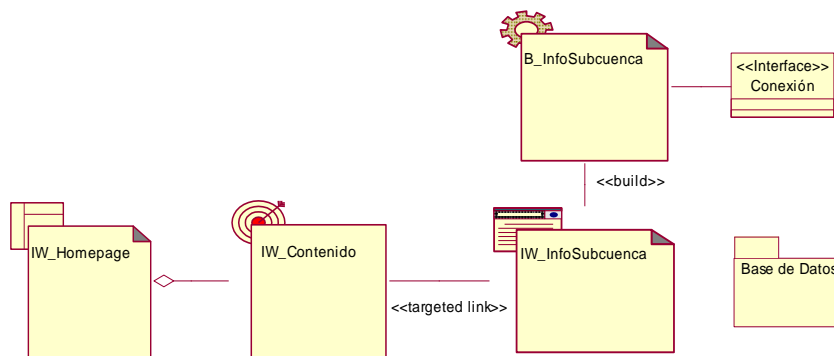 B_InfoSubcuenca
<<Interface>>
Conexión
<<build>>
IW_Homepage
IW_Contenido
IW_InfoSubcuenca
Base de Datos
<<targeted link>>